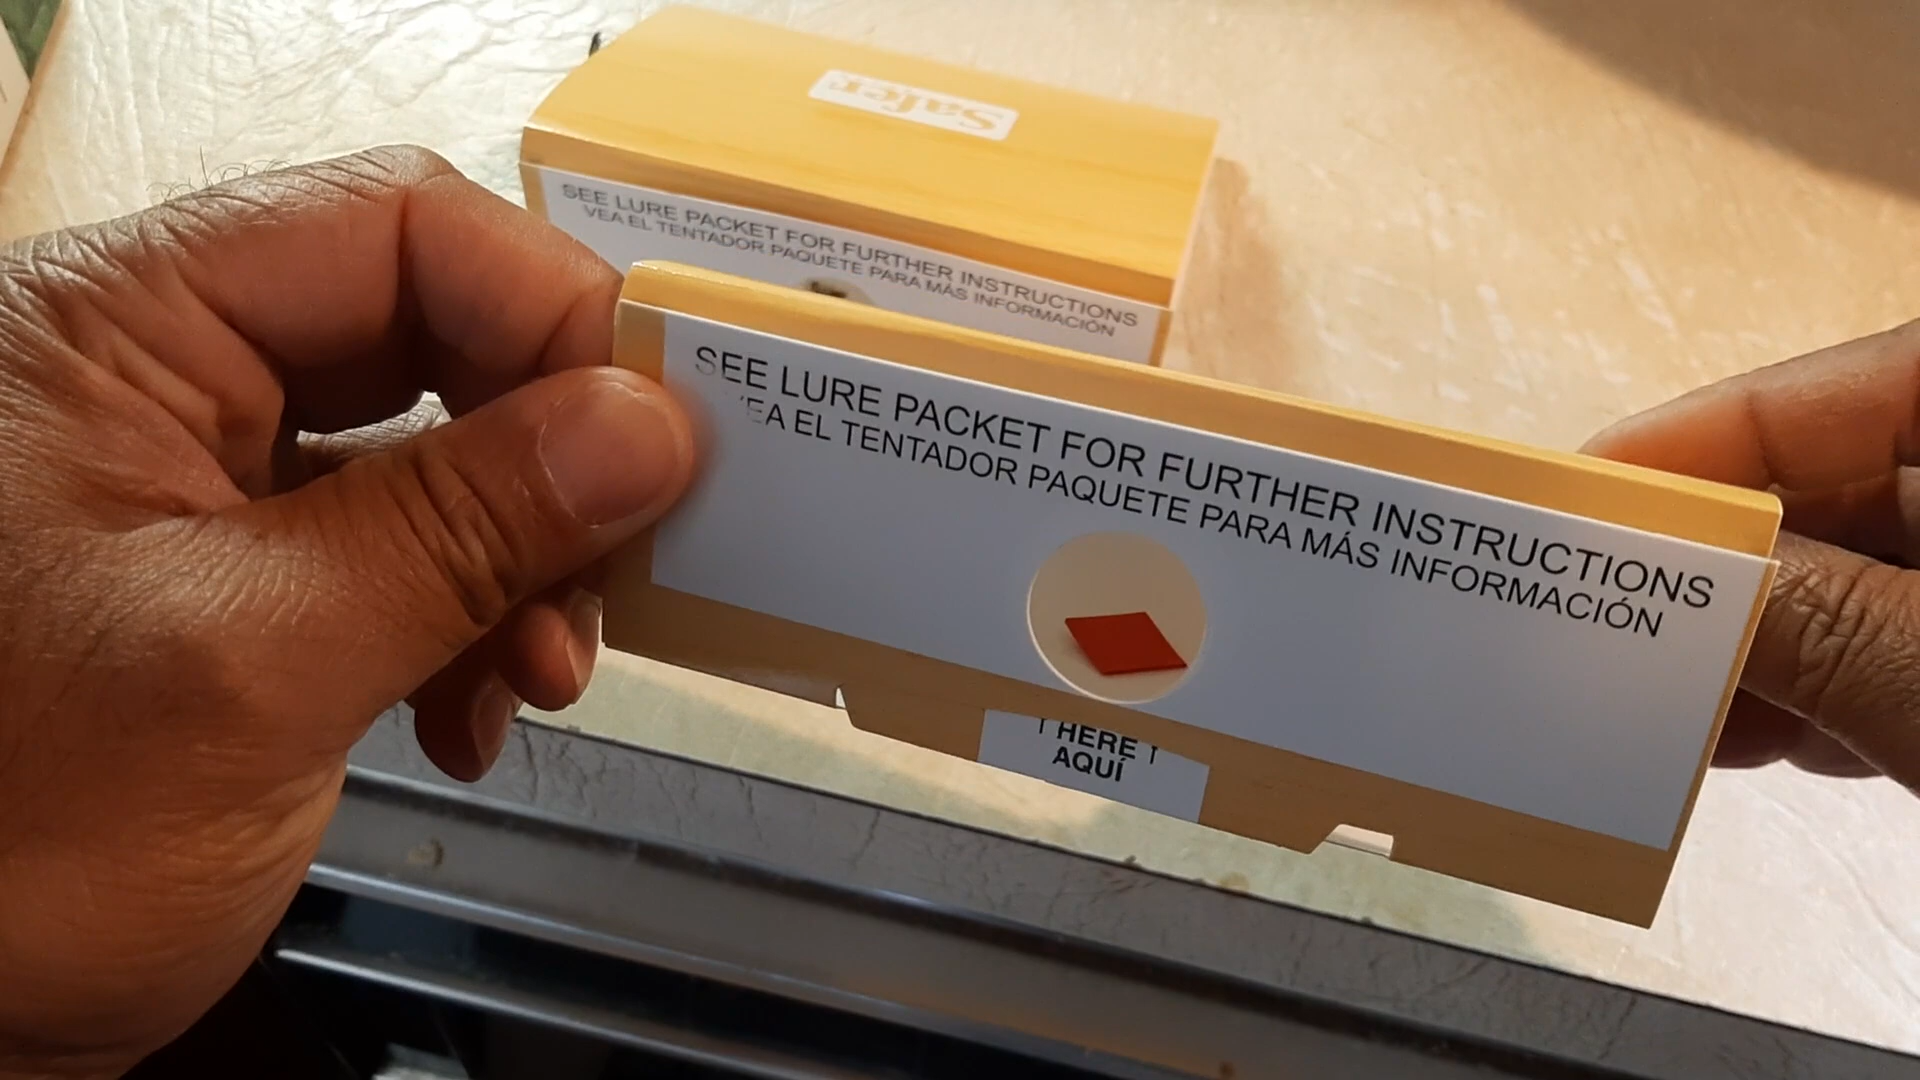 Safer
SEE LURE PACKET FOR FURTHER INSTRUCTIONS
VEA EL TENTADOR PAQUETE PARA MÁS INFORMACIÓN
SEE LURE PACKET FOR FURTHER INSTRUCTIONS
VEA EL TENTADOR PAQUETE PARA MÁS INFORMACIÓN
↑ HERE ↑
AQUÍ